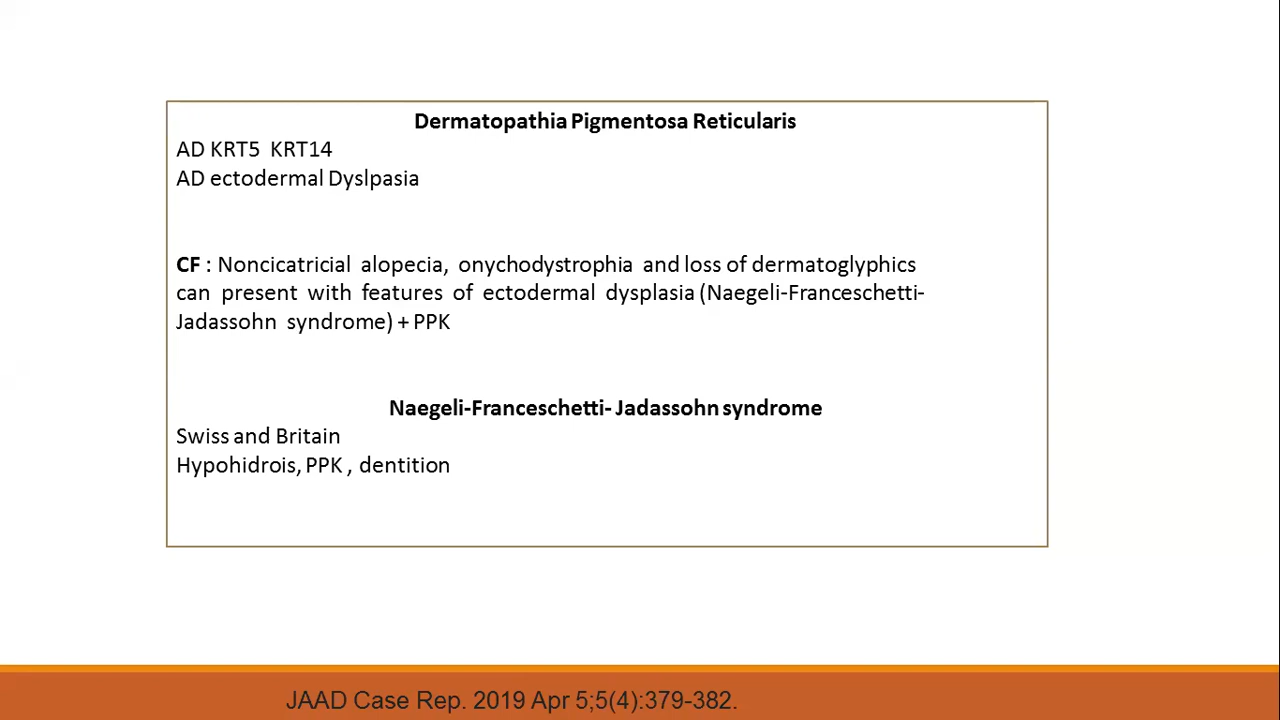 Dermatopathia Pigmentosa Reticularis
AD KRT5 KRT14
AD ectodermal Dyslpasia
CF : Noncicatricial alopecia, onychodystrophia and loss of dermatoglyphics
can present with features of ectodermal dysplasia (Naegeli-Franceschetti-
Jadassohn syndrome) + PPK
Naegeli-Franceschetti- Jadassohn syndrome
Swiss and Britain
Hypohidrois, PPK , dentition
JAAD Case Rep. 2019 Apr 5;5(4):379-382.